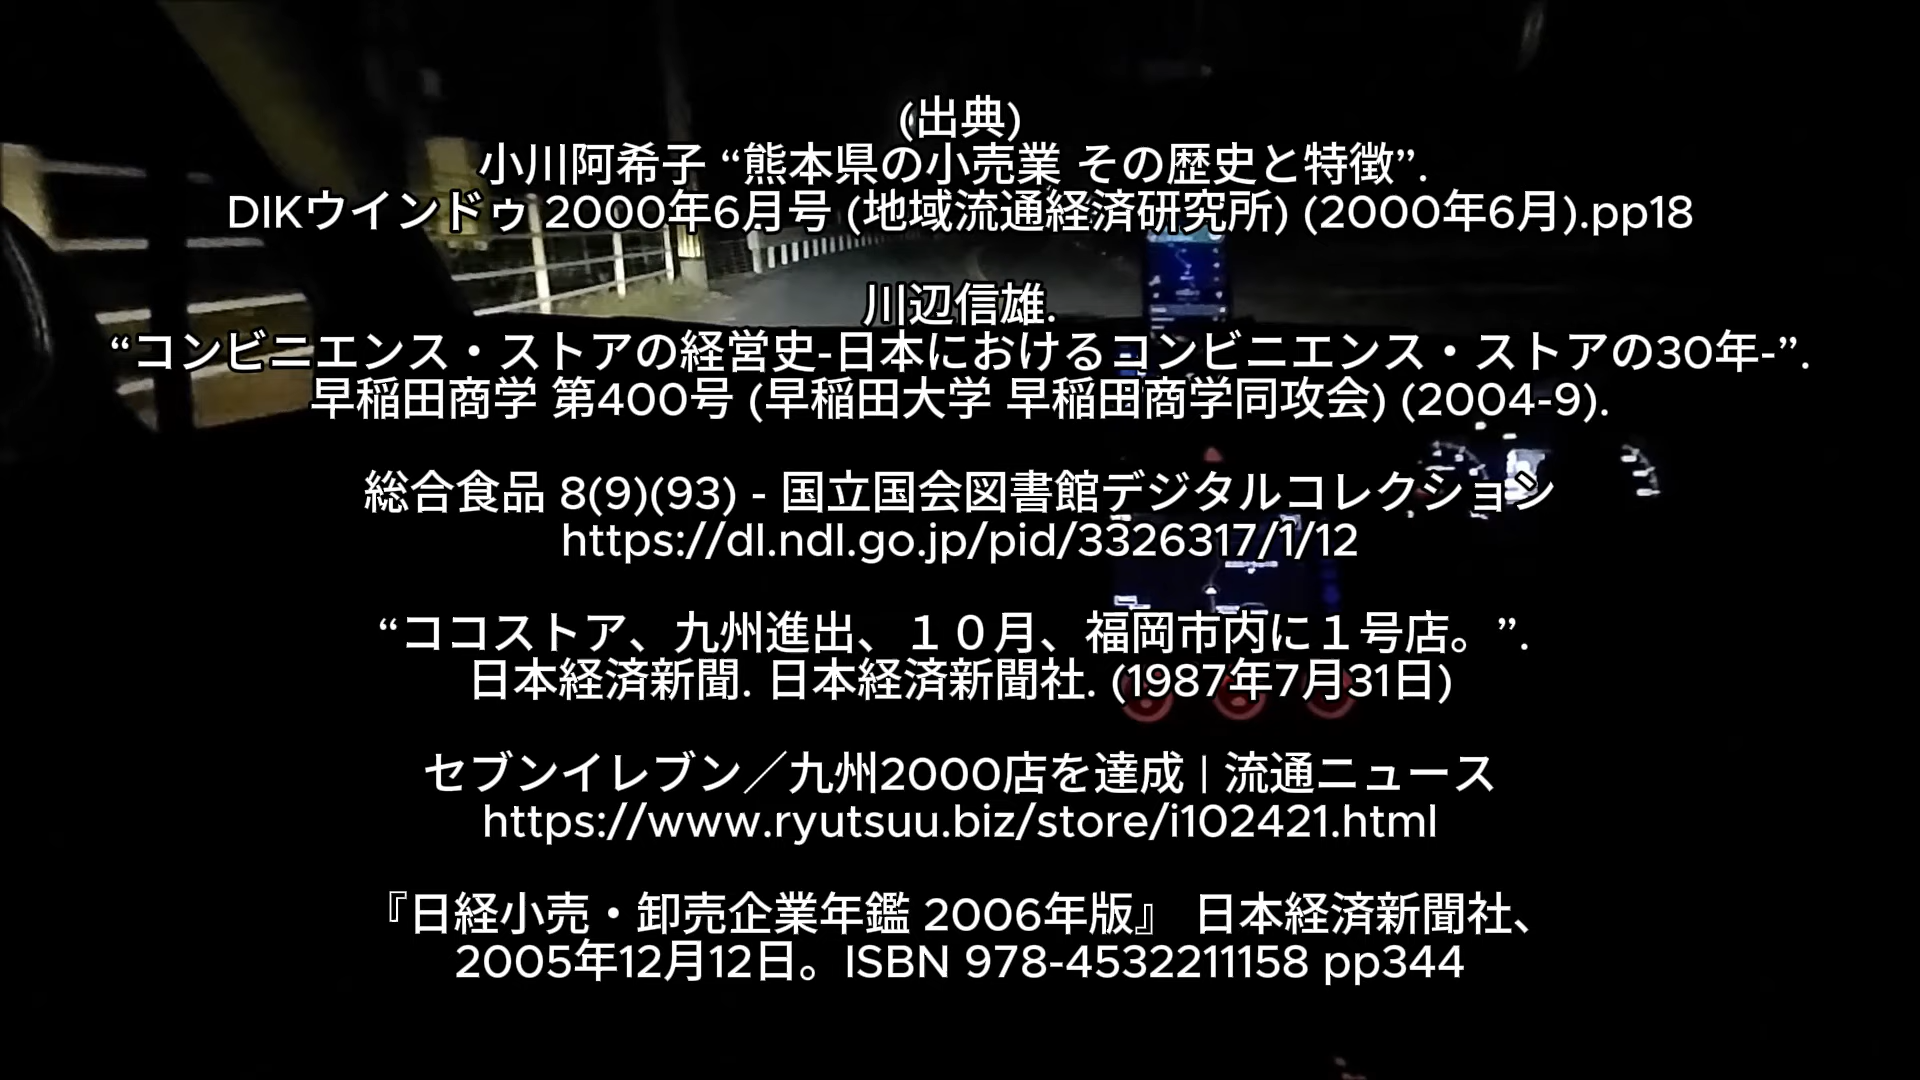 (出典)
小川阿希子 “熊本県の小売業 その歴史と特徴”.
DIKウインドゥ 2000年6月号 (地域流通経済研究所) (2000年6月).pp18
川辺信雄.
“コンビニエンス・ストアの経営史-日本におけるコンビニエンス・ストアの30年-”.
早稲田商学 第400号 (早稲田大学 早稲田商学同攻会) (2004-9).
総合食品 8(9)(93) - 国立国会図書館デジタルコレクション
https://dl.ndl.go.jp/pid/3326317/1/12
“ココストア、九州進出、１０月、福岡市内に１号店。”.
日本経済新聞. 日本経済新聞社. (1987年7月31日)
セブンイレブン／九州2000店を達成 | 流通ニュース
https://www.ryutsuu.biz/store/i102421.html
『日経小売・卸売企業年鑑 2006年版』 日本経済新聞社、
2005年12月12日。ISBN 978-4532211158 pp344